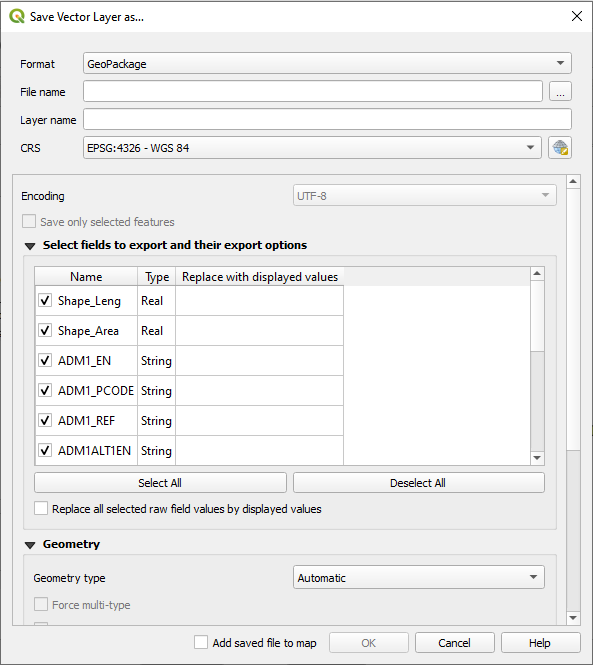 Save Vector Layer as...
Format GeoPackage
File name ...
Layer name
CRS EPSG:4326 - WGS 84
Encoding UTF-8
Save only selected features
Select fields to export and their export options
Name Type Replace with displayed values
Shape_Leng Real
Shape_Area Real
ADM1_EN String
ADM1_PCODE String
ADM1_REF String
ADM1ALT1EN String
Select All Deselect All
Replace all selected raw field values by displayed values
Geometry
Geometry type Automatic
Force multi-type
Add saved file to map OK Cancel Help